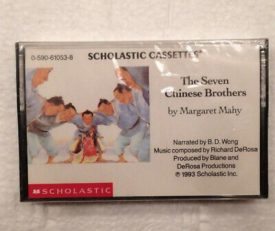 0-590-61053-8
SCHOLASTIC CASSETTES
The Seven
Chinese Brothers
by Margaret Mahy
Narrated by B. D. Wong
Music composed by Richard DeRosa
Produced by Blane and
DeRosa Productions
℗ 1993 Scholastic Inc.
SCHOLASTIC